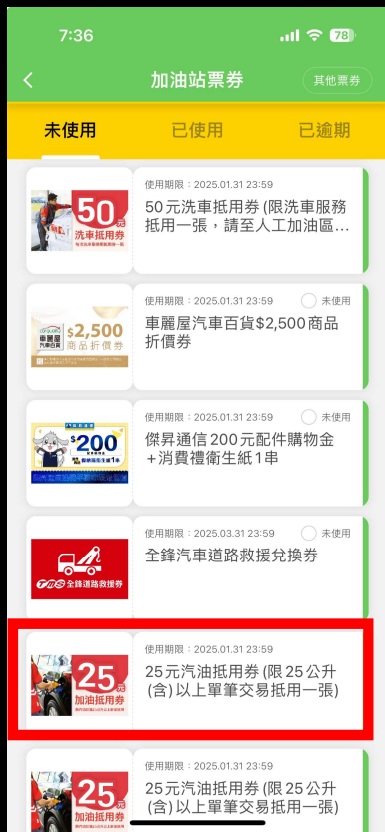 7:36
78
加油站票券
其他票券
未使用
已使用
已逾期
50元
洗車抵用券
使用期限：2025.01.31 23:59
50元洗車抵用券(限洗車服務
抵用一張，請至人工加油區...
車麗屋
汽車百貨
$2,500
商品折價券
使用期限：2025.01.31 23:59
未使用
車麗屋汽車百貨$2,500商品
折價券
$200
使用期限：2025.01.31 23:59
未使用
傑昇通信200元配件購物金
+消費禮衛生紙1串
TMS 全鋒道路救援券
使用期限：2025.03.31 23:59
未使用
全鋒汽車道路救援兌換券
25元
加油抵用券
使用期限：2025.01.31 23:59
25元汽油抵用券(限25公升
(含)以上單筆交易抵用一張)
25元
加油抵用券
使用期限：2025.01.31 23:59
25元汽油抵用券(限25公升
(含)以上單筆交易抵用一張)